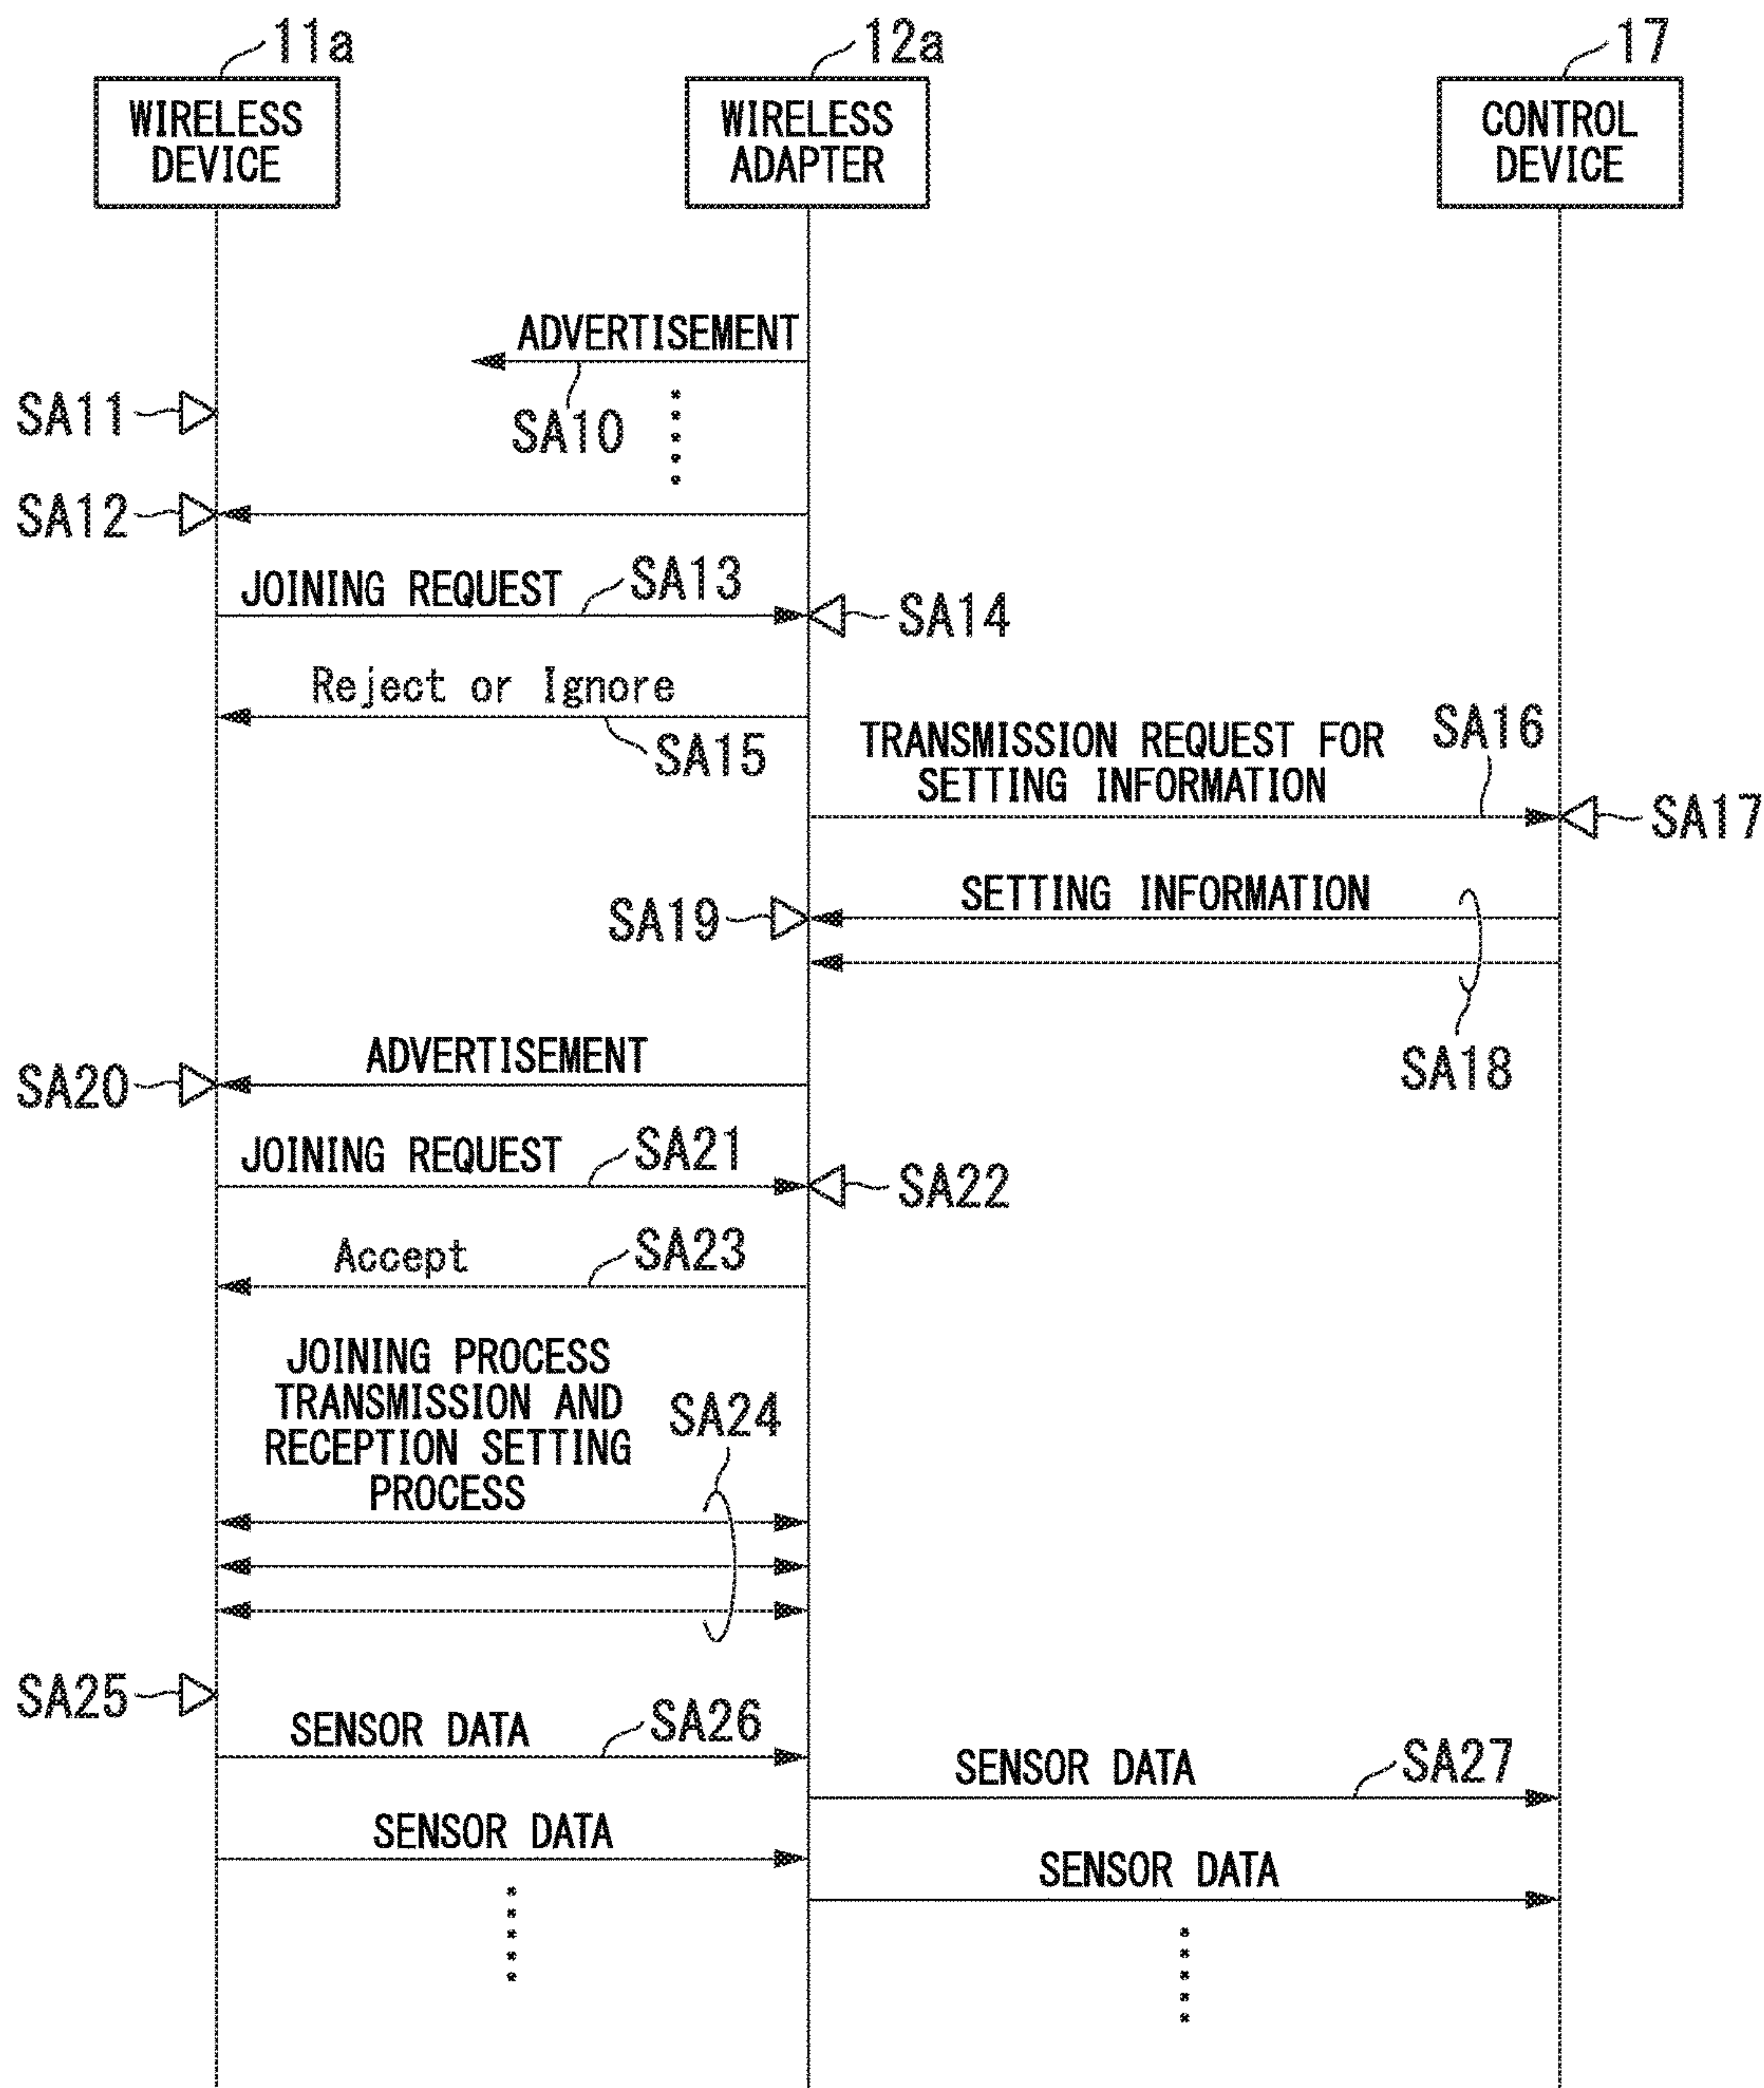 11a
12a
17
WIRELESS
DEVICE
WIRELESS
ADAPTER
CONTROL
DEVICE
ADVERTISEMENT
SA10
SA11
SA12
JOINING REQUEST
SA13
SA14
Reject or Ignore
SA15
TRANSMISSION REQUEST FOR
SETTING INFORMATION
SA16
SA17
SETTING INFORMATION
SA19
SA18
ADVERTISEMENT
SA20
JOINING REQUEST
SA21
SA22
Accept
SA23
JOINING PROCESS
TRANSMISSION AND
RECEPTION SETTING
PROCESS
SA24
SA25
SENSOR DATA
SA26
SENSOR DATA
SA27
SENSOR DATA
SENSOR DATA